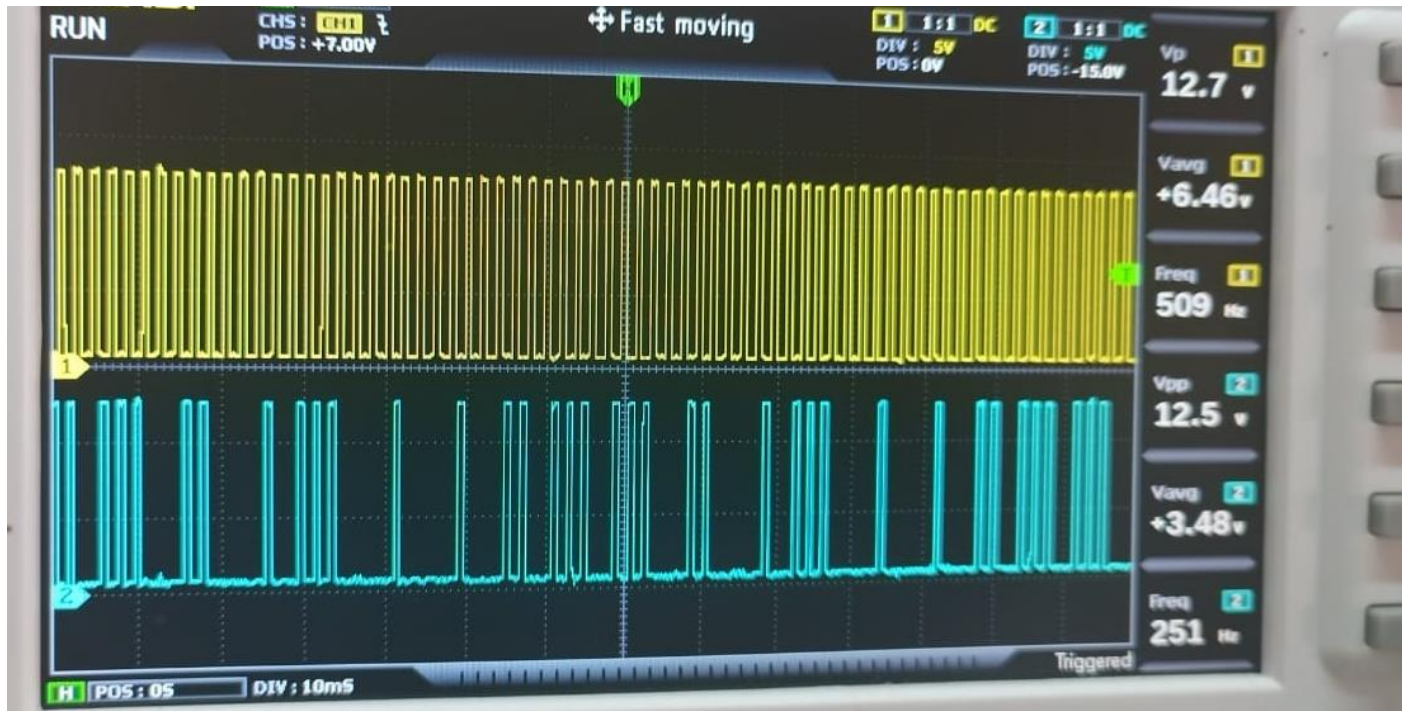 RUN
CHS: CH1
POS: +7.00V
Fast moving
1 1:1 DC
DIV: 5V
POS: 0V
2 1:1 DC
DIV: 5V
POS: -15.0V
Vp 1
12.7 v
Vavg 1
+6.46v
Freq 1
509 Hz
Vpp 2
12.5 v
Vavg 2
+3.48v
Freq 2
251 Hz
H
T
1
2
Triggered
H POS: 0S DIV: 10mS